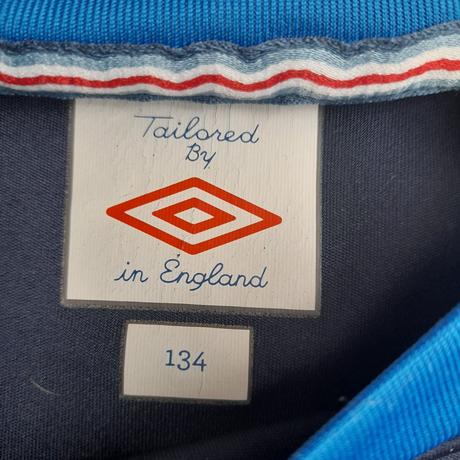 Tailored
By
in England
134